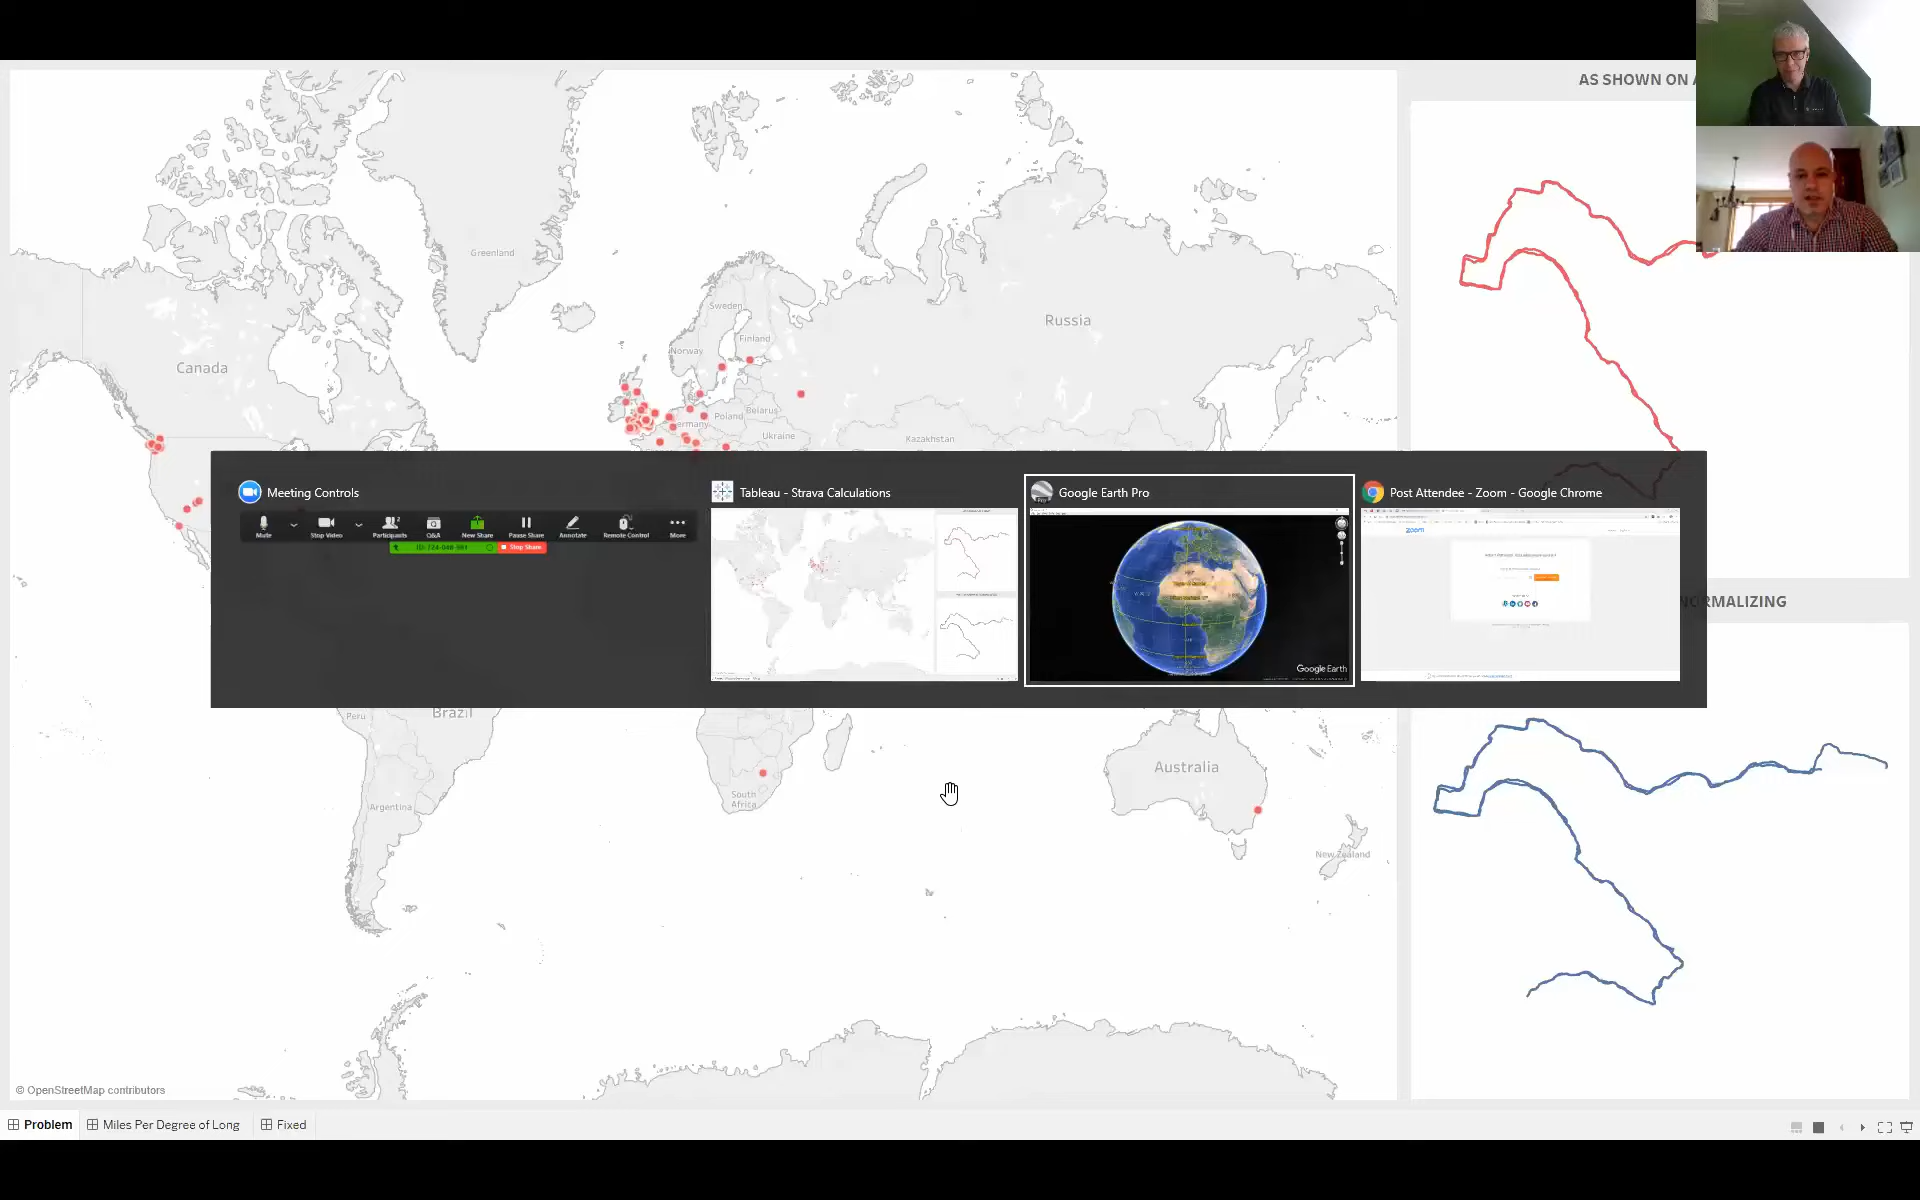 AS SHOWN ON
Greenland
Sweden
Finland
Russia
Norway
Canada
Poland
Belarus
Germany
Ukraine
Kazakhstan
Meeting Controls
Tableau - Strava Calculations
Google Earth Pro
Post Attendee - Zoom - Google Chrome
Mute
Stop Video
Participants
Q&A
New Share
Pause Share
Annotate
Remote Control
More
Stop Share
zoom
Google Earth
NORMALIZING
Peru
Brazil
Australia
South
Africa
Argentina
New Zealand
© OpenStreetMap contributors
Problem
Miles Per Degree of Long
Fixed